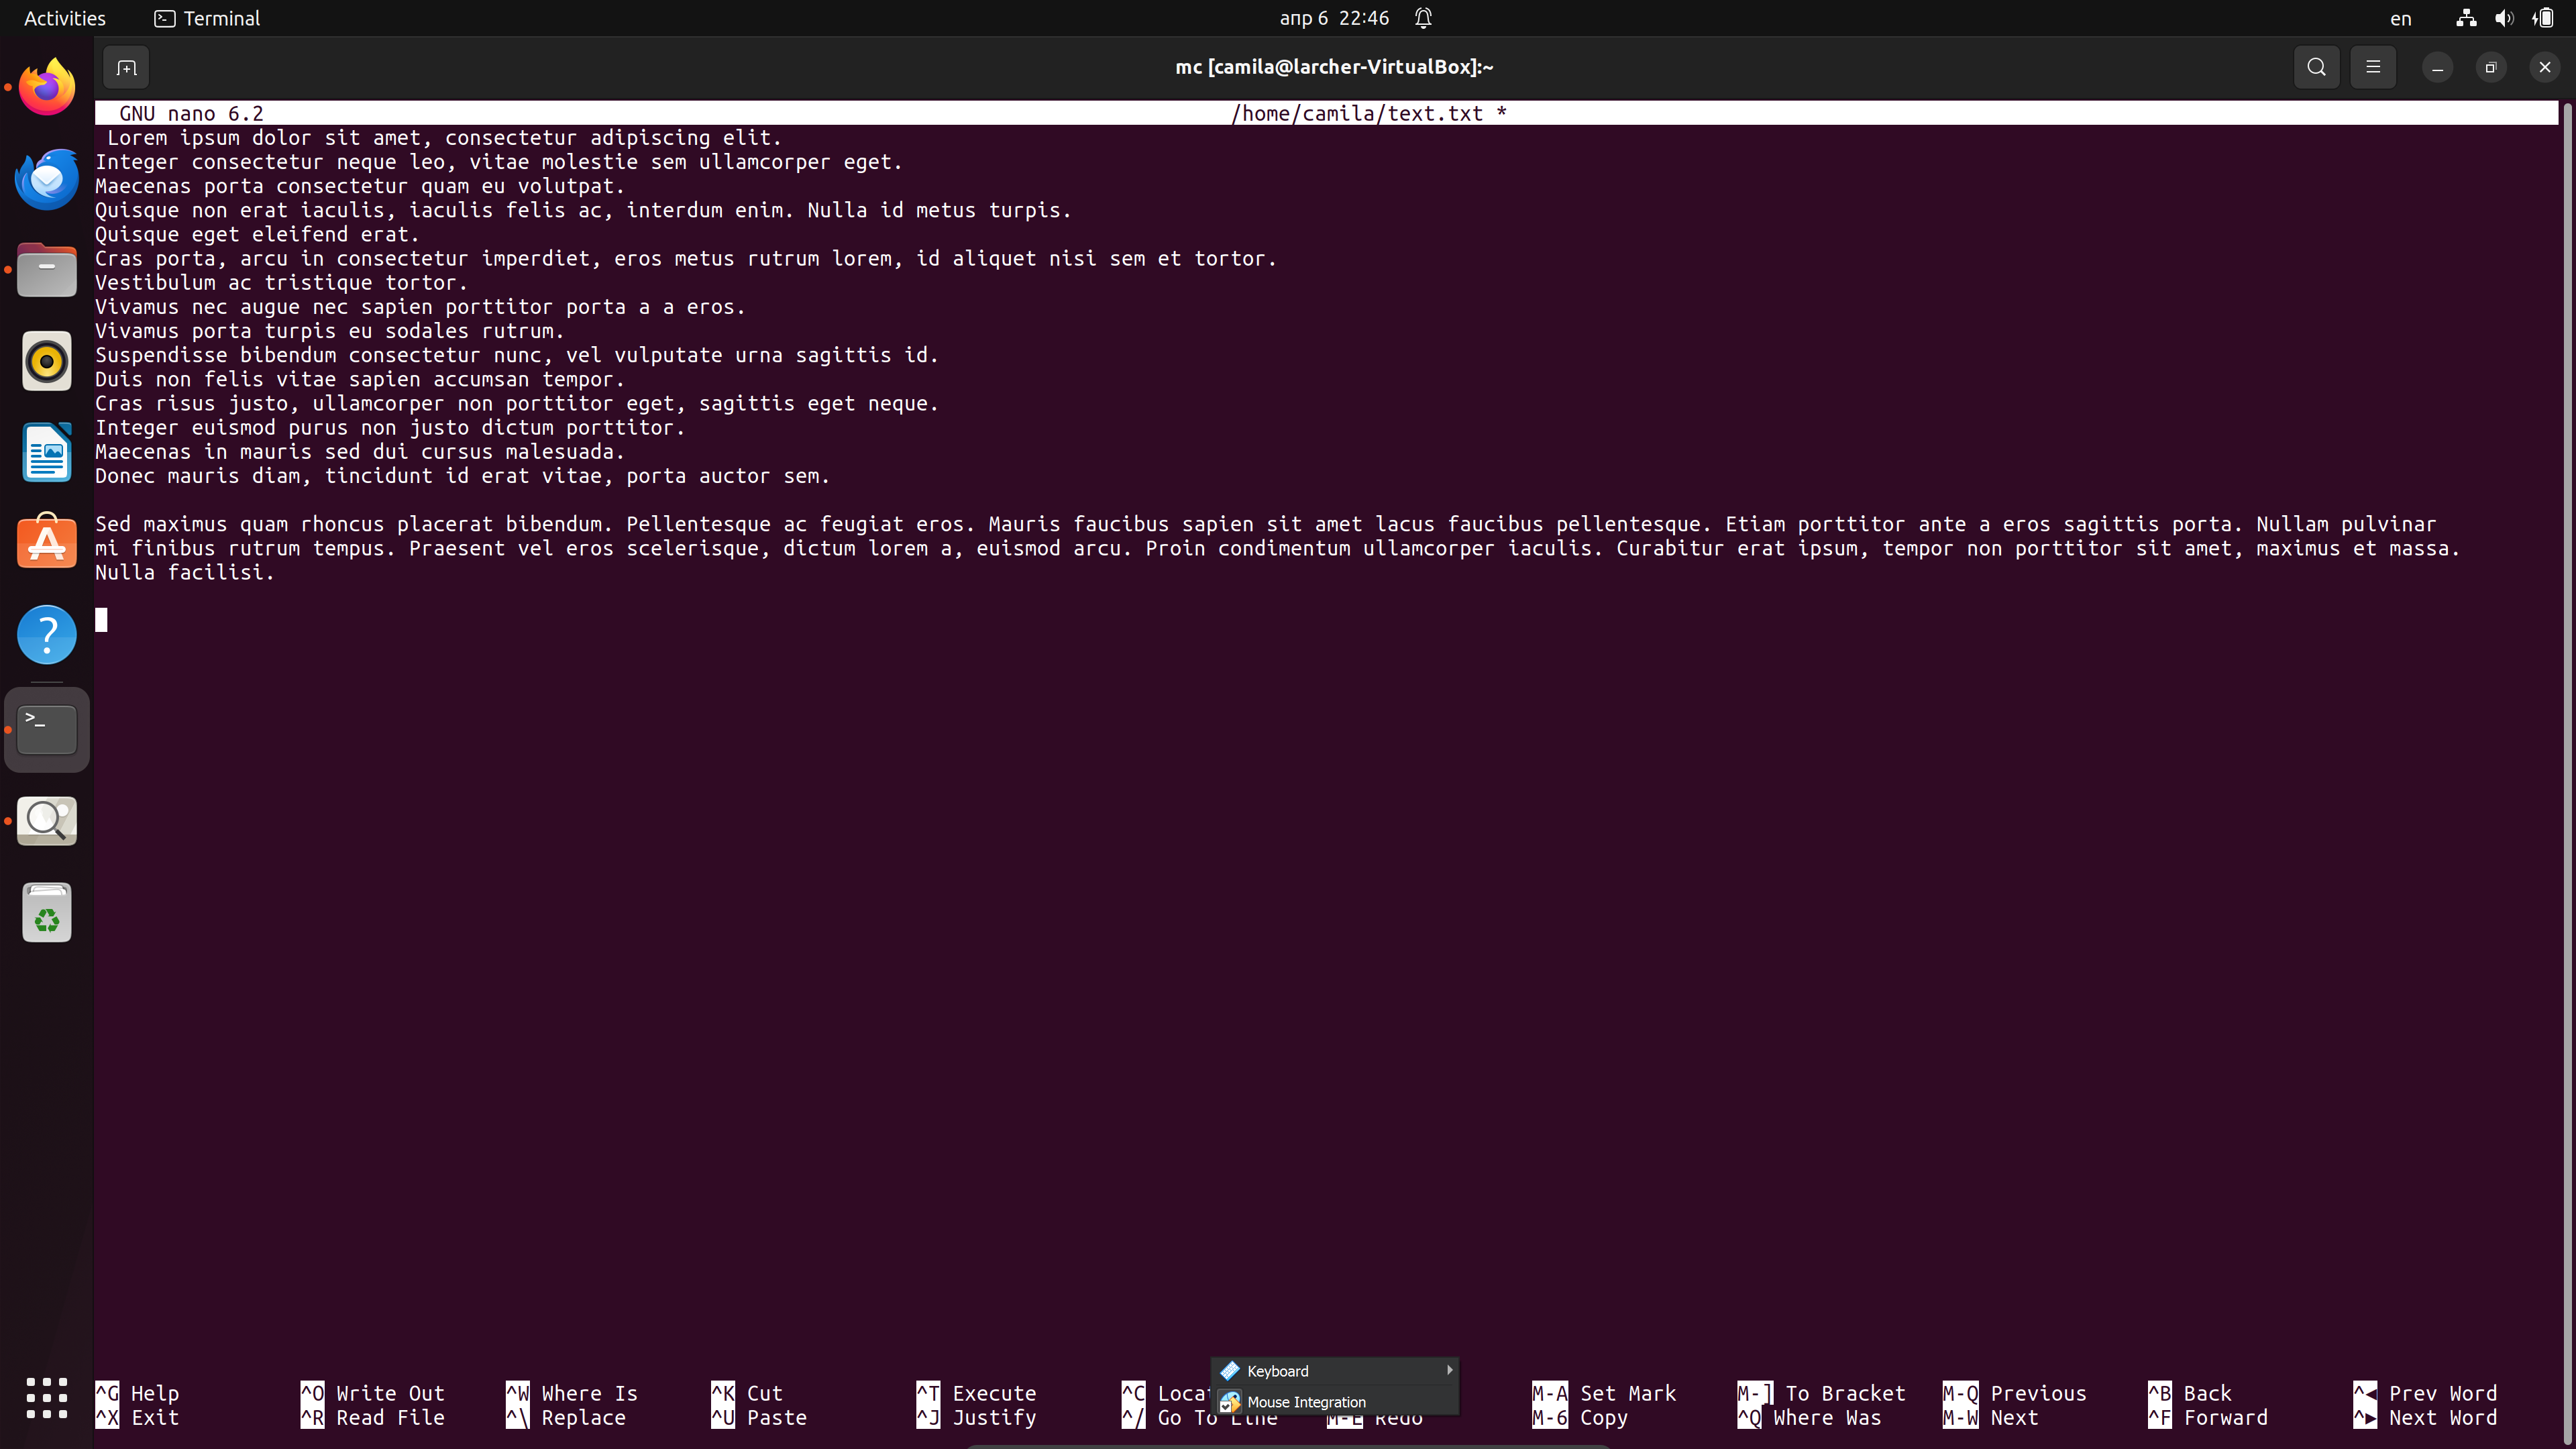 Activities Terminal апр 6 22:46 en
mc [camila@larcher-VirtualBox]:~
GNU nano 6.2 /home/camila/text.txt *
Lorem ipsum dolor sit amet, consectetur adipiscing elit.
Integer consectetur neque leo, vitae molestie sem ullamcorper eget.
Maecenas porta consectetur quam eu volutpat.
Quisque non erat iaculis, iaculis felis ac, interdum enim. Nulla id metus turpis.
Quisque eget eleifend erat.
Cras porta, arcu in consectetur imperdiet, eros metus rutrum lorem, id aliquet nisi sem et tortor.
Vestibulum ac tristique tortor.
Vivamus nec augue nec sapien porttitor porta a a eros.
Vivamus porta turpis eu sodales rutrum.
Suspendisse bibendum consectetur nunc, vel vulputate urna sagittis id.
Duis non felis vitae sapien accumsan tempor.
Cras risus justo, ullamcorper non porttitor eget, sagittis eget neque.
Integer euismod purus non justo dictum porttitor.
Maecenas in mauris sed dui cursus malesuada.
Donec mauris diam, tincidunt id erat vitae, porta auctor sem.
Sed maximus quam rhoncus placerat bibendum. Pellentesque ac feugiat eros. Mauris faucibus sapien sit amet lacus faucibus pellentesque. Etiam porttitor ante a eros sagittis porta. Nullam pulvinar
mi finibus rutrum tempus. Praesent vel eros scelerisque, dictum lorem a, euismod arcu. Proin condimentum ullamcorper iaculis. Curabitur erat ipsum, tempor non porttitor sit amet, maximus et massa.
Nulla facilisi.
Keyboard
Mouse Integration
^G Help ^O Write Out ^W Where Is ^K Cut ^T Execute ^C M-A Set Mark M-] To Bracket M-Q Previous ^B Back ^◂ Prev Word
^X Exit ^R Read File ^\ Replace ^U Paste ^J Justify ^/ Go To Line M-E Redo M-6 Copy ^Q Where Was M-W Next ^F Forward ^▸ Next Word